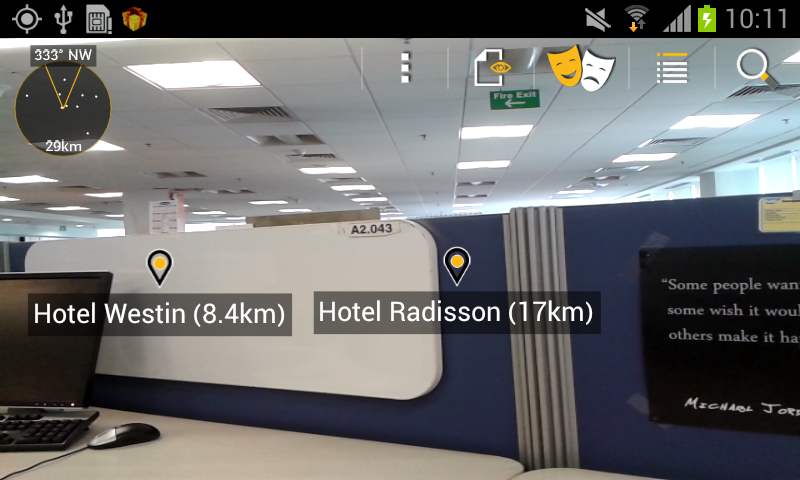 10:11
333° NW
29km
Fire Exit
A2.043
Hotel Westin (8.4km)
Hotel Radisson (17km)
"Some people wan
some wish it wou
others make it ha
MICHAEL JOR